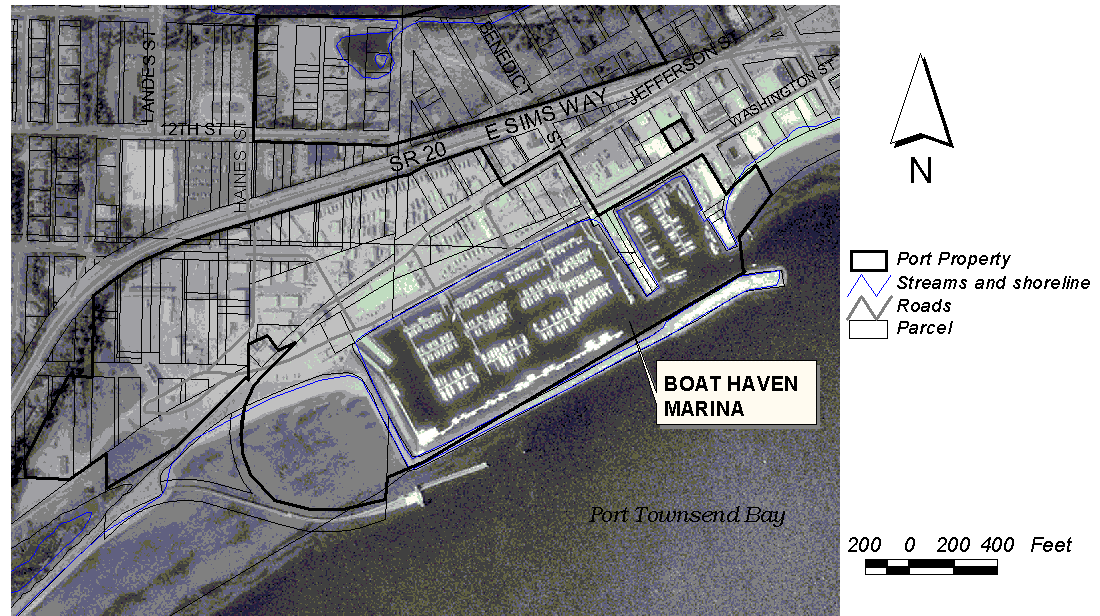 LANDES ST
BENEDICT
ST
12TH ST
HAINES ST
SR 20
E SIMS WAY
JEFFERSON ST
WASHINGTON ST
N
Port Property
Streams and shoreline
Roads
Parcel
BOAT HAVEN
MARINA
Port Townsend Bay
200 0 200 400 Feet